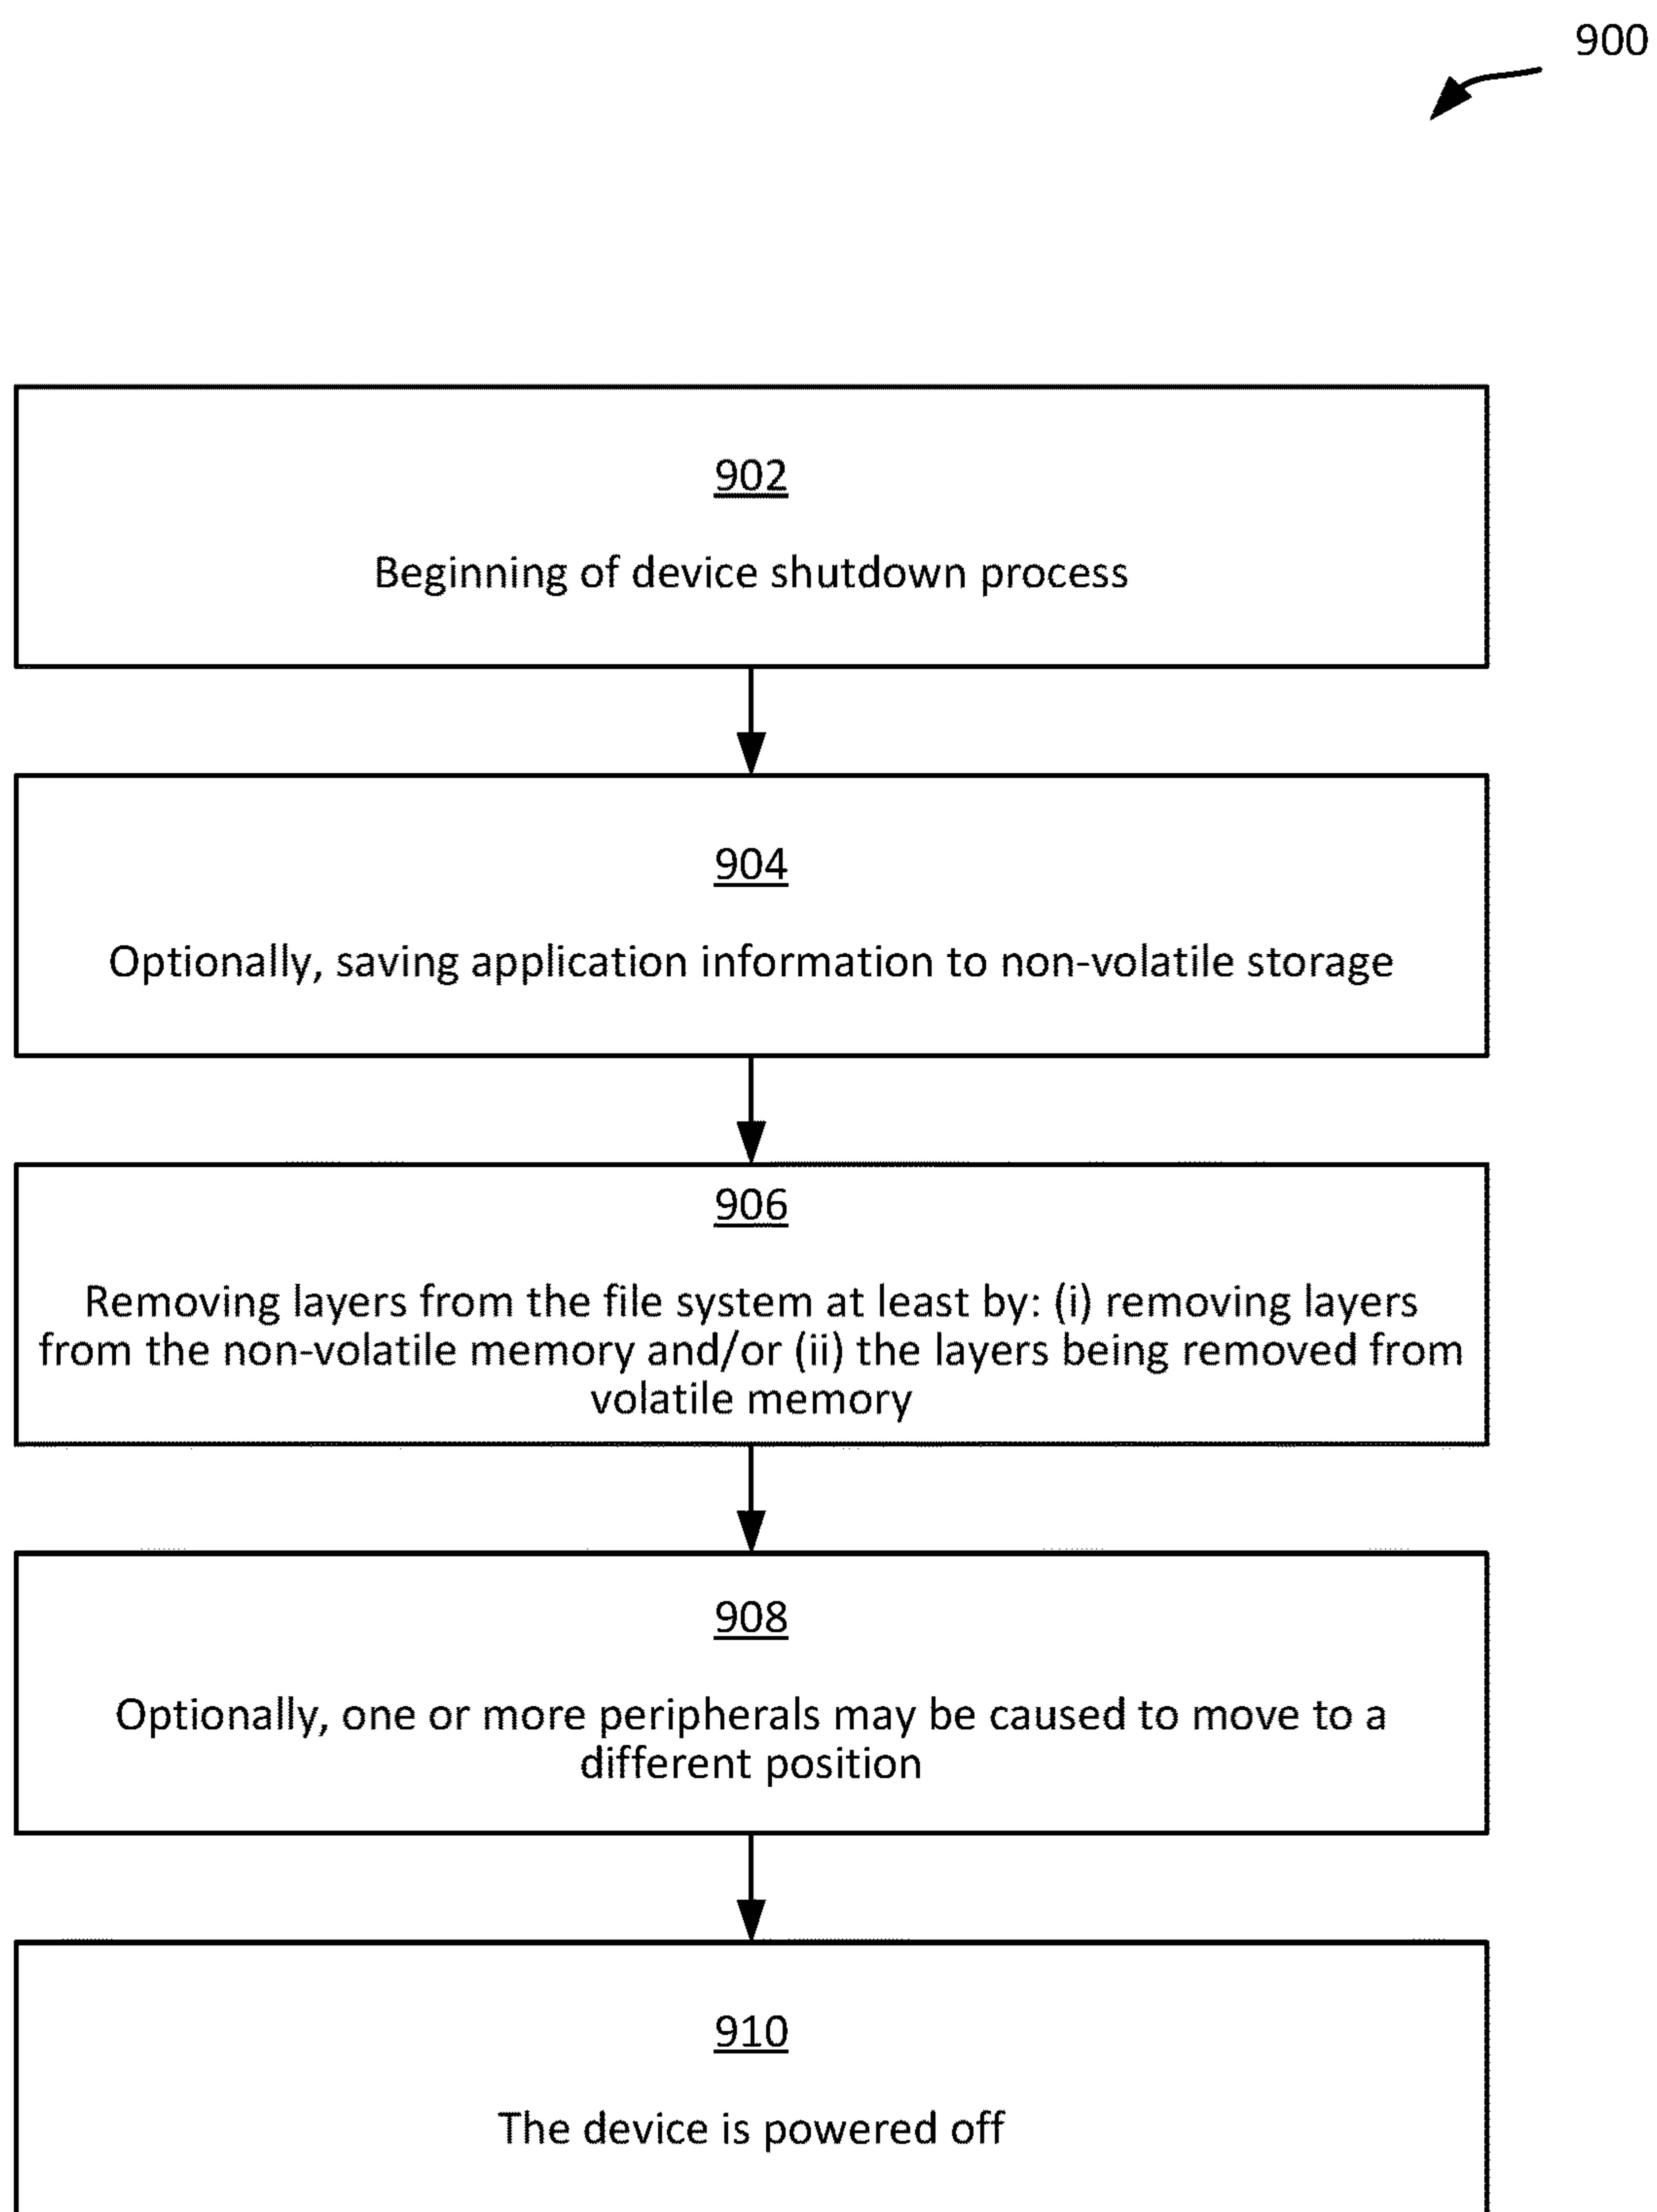 900
902
Beginning of device shutdown process
904
Optionally, saving application information to non-volatile storage
906
Removing layers from the file system at least by: (i) removing layers
from the non-volatile memory and/or (ii) the layers being removed from
volatile memory
908
Optionally, one or more peripherals may be caused to move to a
different position
910
The device is powered off